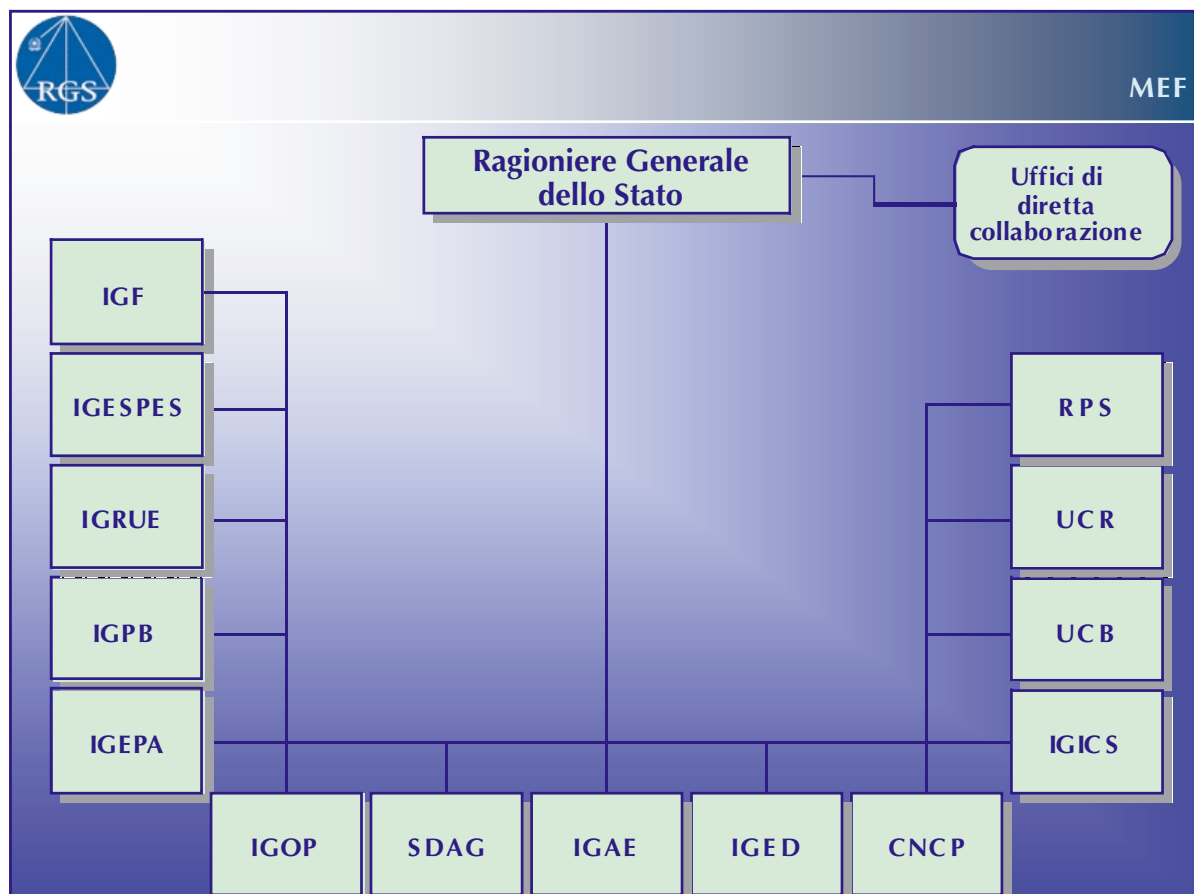 RGS
MEF
Ragioniere Generale
dello Stato
Uffici di
diretta
collaborazione
IGF
IGESPES
RPS
IGRUE
UCR
IGPB
UCB
IGEPA
IGICS
IGOP
SDAG
IGAE
IGED
CNCP